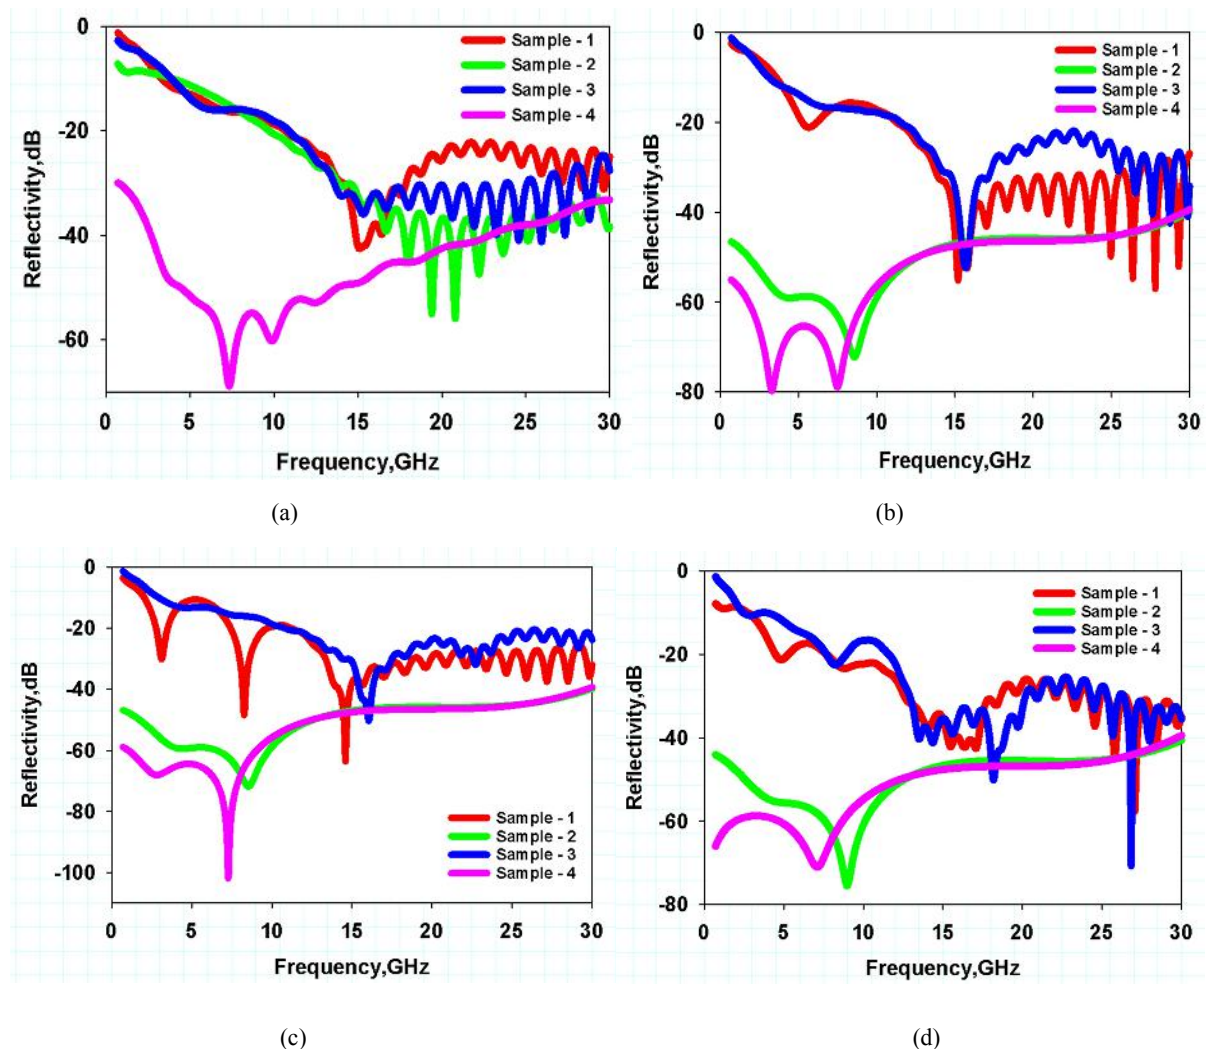 0
-20
-40
-60
Reflectivity,dB
Sample - 1
Sample - 2
Sample - 3
Sample - 4
0 5 10 15 20 25 30
Frequency,GHz
(a)
0
-20
-40
-60
-80
Reflectivity,dB
Sample - 1
Sample - 2
Sample - 3
Sample - 4
0 5 10 15 20 25 30
Frequency,GHz
(b)
0
-20
-40
-60
-80
-100
Reflectivity,dB
Sample - 1
Sample - 2
Sample - 3
Sample - 4
0 5 10 15 20 25 30
Frequency,GHz
(c)
0
-20
-40
-60
-80
Reflectivity,dB
Sample - 1
Sample - 2
Sample - 3
Sample - 4
0 5 10 15 20 25 30
Frequency,GHz
(d)